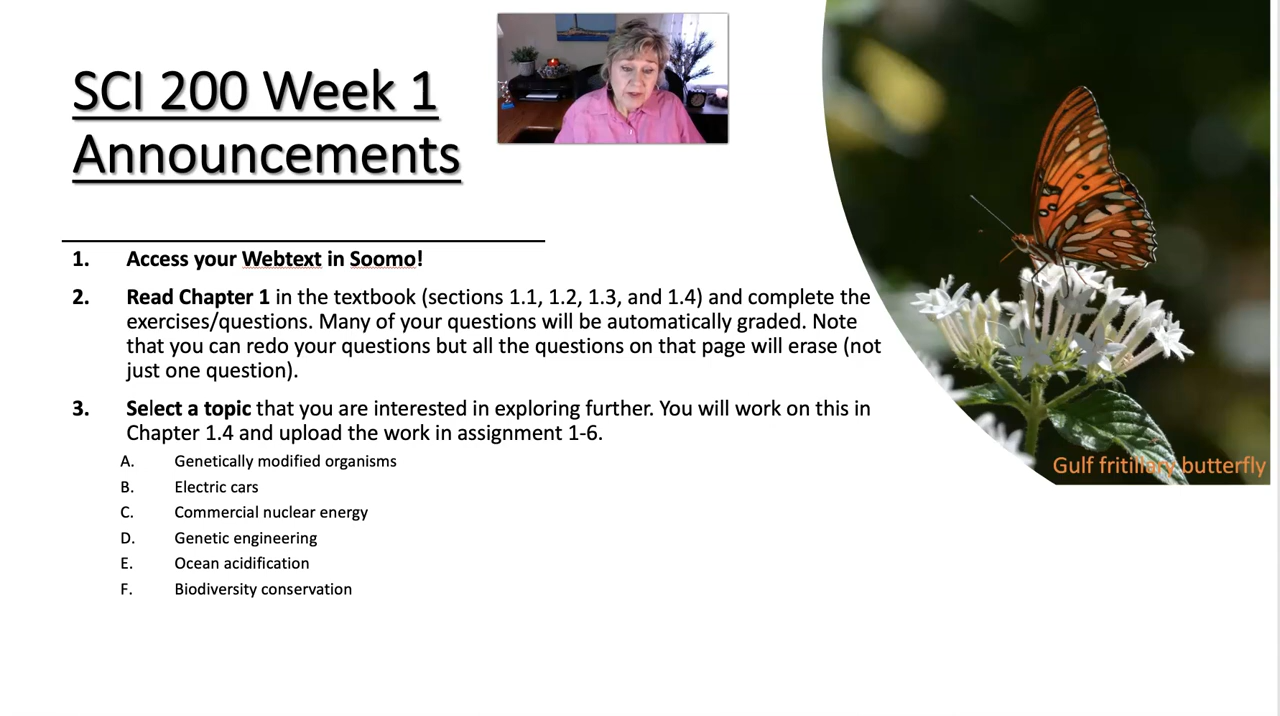 SCI 200 Week 1
Announcements
1. Access your Webtext in Soomo!
2. Read Chapter 1 in the textbook (sections 1.1, 1.2, 1.3, and 1.4) and complete the
exercises/questions. Many of your questions will be automatically graded. Note
that you can redo your questions but all the questions on that page will erase (not
just one question).
3. Select a topic that you are interested in exploring further. You will work on this in
Chapter 1.4 and upload the work in assignment 1-6.
A. Genetically modified organisms
B. Electric cars
C. Commercial nuclear energy
D. Genetic engineering
E. Ocean acidification
F. Biodiversity conservation
Gulf fritillary butterfly